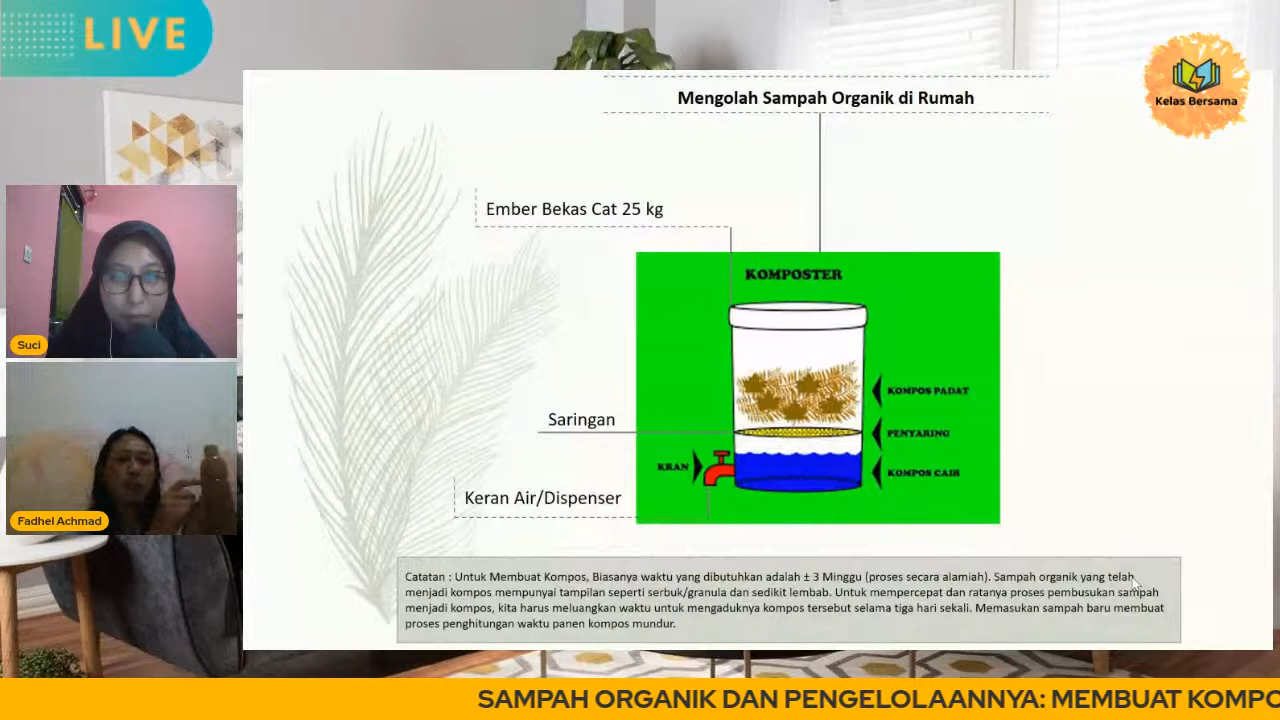 LIVE
Kelas Bersama
Mengolah Sampah Organik di Rumah
Ember Bekas Cat 25 kg
KOMPOSTER
Suci
KOMPOS PADAT
Saringan
PENYARING
KRAN
KOMPOS CAIR
Keran Air/Dispenser
Fadhel Achmad
Catatan : Untuk Membuat Kompos, Biasanya waktu yang dibutuhkan adalah ± 3 Minggu (proses secara alamiah). Sampah organik yang telah
menjadi kompos mempunyai tampilan seperti serbuk/granula dan sedikit lembab. Untuk mempercepat dan ratanya proses pembusukan sampah
menjadi kompos, kita harus meluangkan waktu untuk mengaduknya kompos tersebut selama tiga hari sekali. Memasukan sampah baru membuat
proses penghitungan waktu panen kompos mundur.
SAMPAH ORGANIK DAN PENGELOLAANNYA: MEMBUAT KOMPO